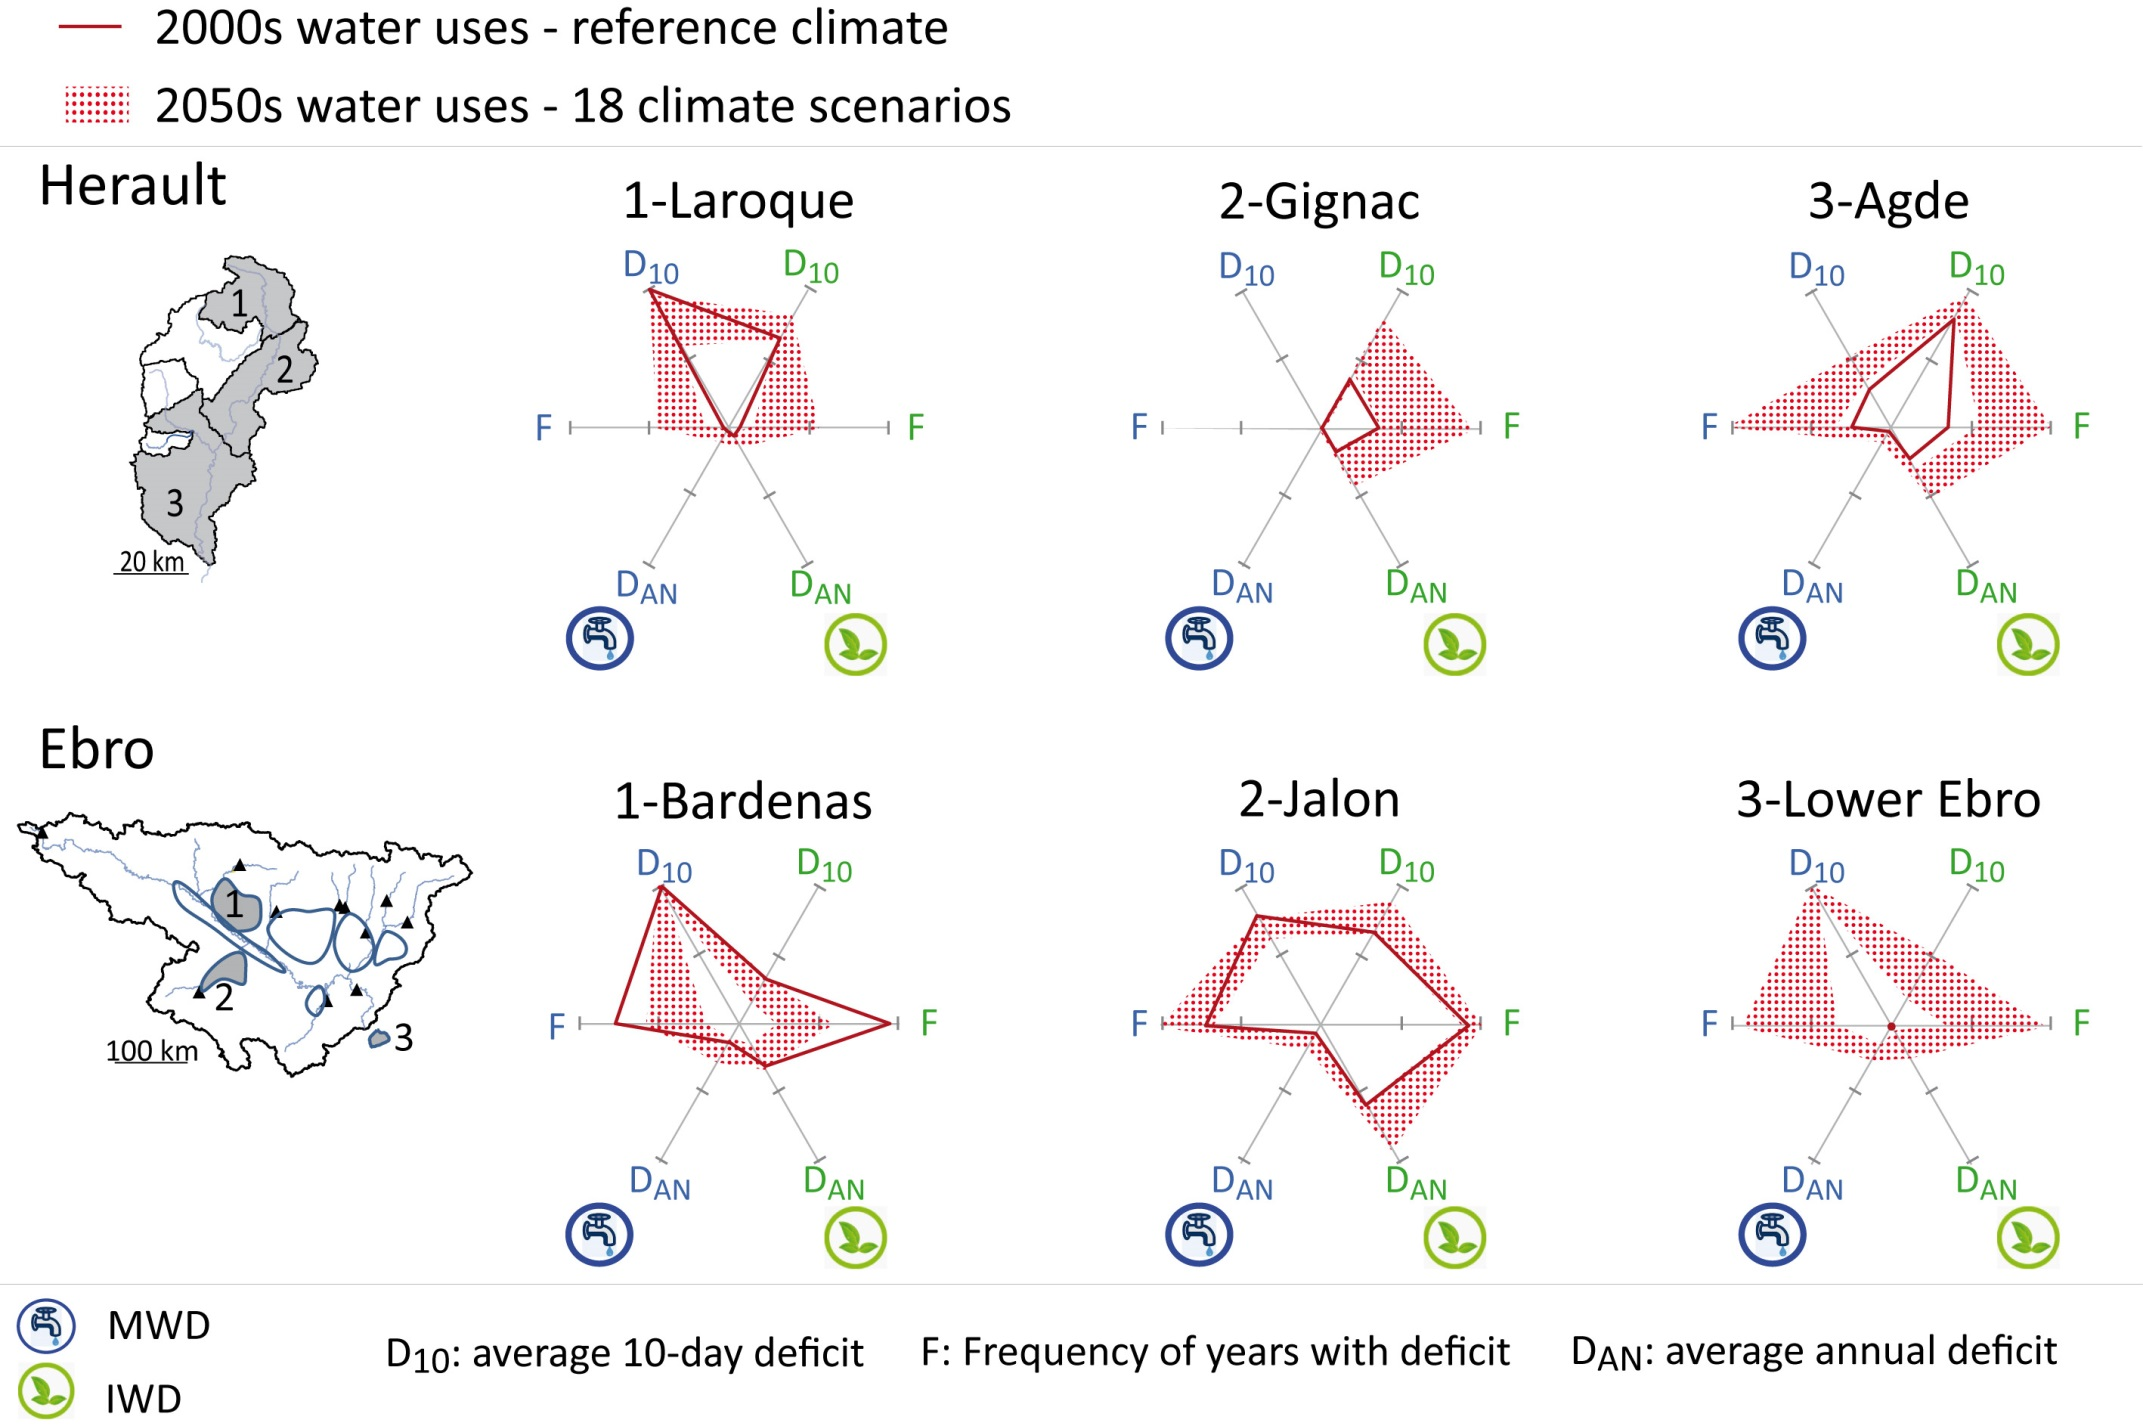 2000s water uses - reference climate
2050s water uses - 18 climate scenarios
Herault
1-Laroque
2-Gignac
3-Agde
D10 D10
D10 D10
D10 D10
1
2
3
20 km
F F
F F
F F
DAN DAN
DAN DAN
DAN DAN
Ebro
1-Bardenas
2-Jalon
3-Lower Ebro
D10 D10
D10 D10
D10 D10
1
2
3
100 km
F F
F F
F F
DAN DAN
DAN DAN
DAN DAN
MWD
IWD
D10: average 10-day deficit
F: Frequency of years with deficit
DAN: average annual deficit